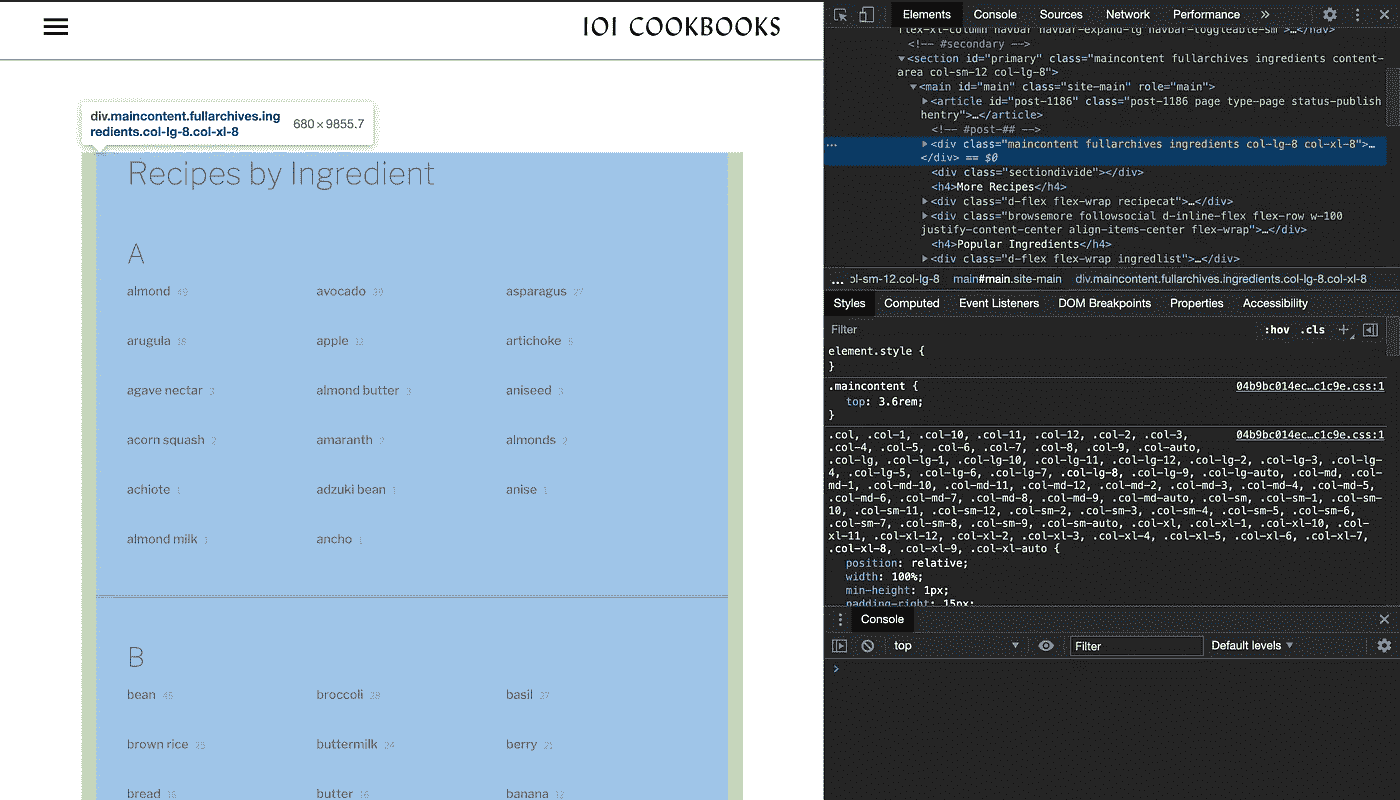 101 COOKBOOKS
div.maincontent.fullarchives.ing
redients.col-lg-8.col-xl-8
680 × 9855.7
Recipes by Ingredient
A
almond 49 avocado 39 asparagus 27
arugula 18 apple 12 artichoke 5
agave nectar 3 almond butter 3 aniseed 3
acorn squash 2 amaranth 2 almonds 2
achiote 1 adzuki bean 1 anise 1
almond milk 1 ancho 1
B
bean 45 broccoli 28 basil 27
brown rice 25 buttermilk 24 berry 21
bread 16 butter 16 banana 12
Elements Console Sources Network Performance »
flex-xl-column navbar navbar-expand-lg navbar-toggleable-sm">…</nav>
<!-- #secondary -->
▼<section id="primary" class="maincontent fullarchives ingredients content-
area col-sm-12 col-lg-8">
▼<main id="main" class="site-main" role="main">
▶<article id="post-1186" class="post-1186 page type-page status-publish
hentry">…</article>
<!-- #post-## -->
▶<div class="maincontent fullarchives ingredients col-lg-8 col-xl-8">…
</div> == $0
<div class="sectiondivide"></div>
<h4>More Recipes</h4>
▶<div class="d-flex flex-wrap recipecat">…</div>
▶<div class="browsemore followsocial d-inline-flex flex-row w-100
justify-content-center align-items-center flex-wrap">…</div>
<h4>Popular Ingredients</h4>
▶<div class="d-flex flex-wrap ingredlist">…</div>
… ol-sm-12.col-lg-8 main#main.site-main div.maincontent.fullarchives.ingredients.col-lg-8.col-xl-8
Styles Computed Event Listeners DOM Breakpoints Properties Accessibility
Filter :hov .cls +
element.style {
}
.maincontent { 04b9bc014ec…c1c9e.css:1
top: 3.6rem;
}
.col, .col-1, .col-10, .col-11, .col-12, .col-2, .col-3, 04b9bc014ec…c1c9e.css:1
.col-4, .col-5, .col-6, .col-7, .col-8, .col-9, .col-auto,
.col-lg, .col-lg-1, .col-lg-10, .col-lg-11, .col-lg-12, .col-lg-2, .col-lg-3, .col-lg-
4, .col-lg-5, .col-lg-6, .col-lg-7, .col-lg-8, .col-lg-9, .col-lg-auto, .col-md, .col-
md-1, .col-md-10, .col-md-11, .col-md-12, .col-md-2, .col-md-3, .col-md-4, .col-md-5,
.col-md-6, .col-md-7, .col-md-8, .col-md-9, .col-md-auto, .col-sm, .col-sm-1, .col-sm-
10, .col-sm-11, .col-sm-12, .col-sm-2, .col-sm-3, .col-sm-4, .col-sm-5, .col-sm-6,
.col-sm-7, .col-sm-8, .col-sm-9, .col-sm-auto, .col-xl, .col-xl-1, .col-xl-10, .col-
xl-11, .col-xl-12, .col-xl-2, .col-xl-3, .col-xl-4, .col-xl-5, .col-xl-6, .col-xl-7,
.col-xl-8, .col-xl-9, .col-xl-auto {
position: relative;
width: 100%;
min-height: 1px;
padding-right: 15px;
Console
top Filter Default levels